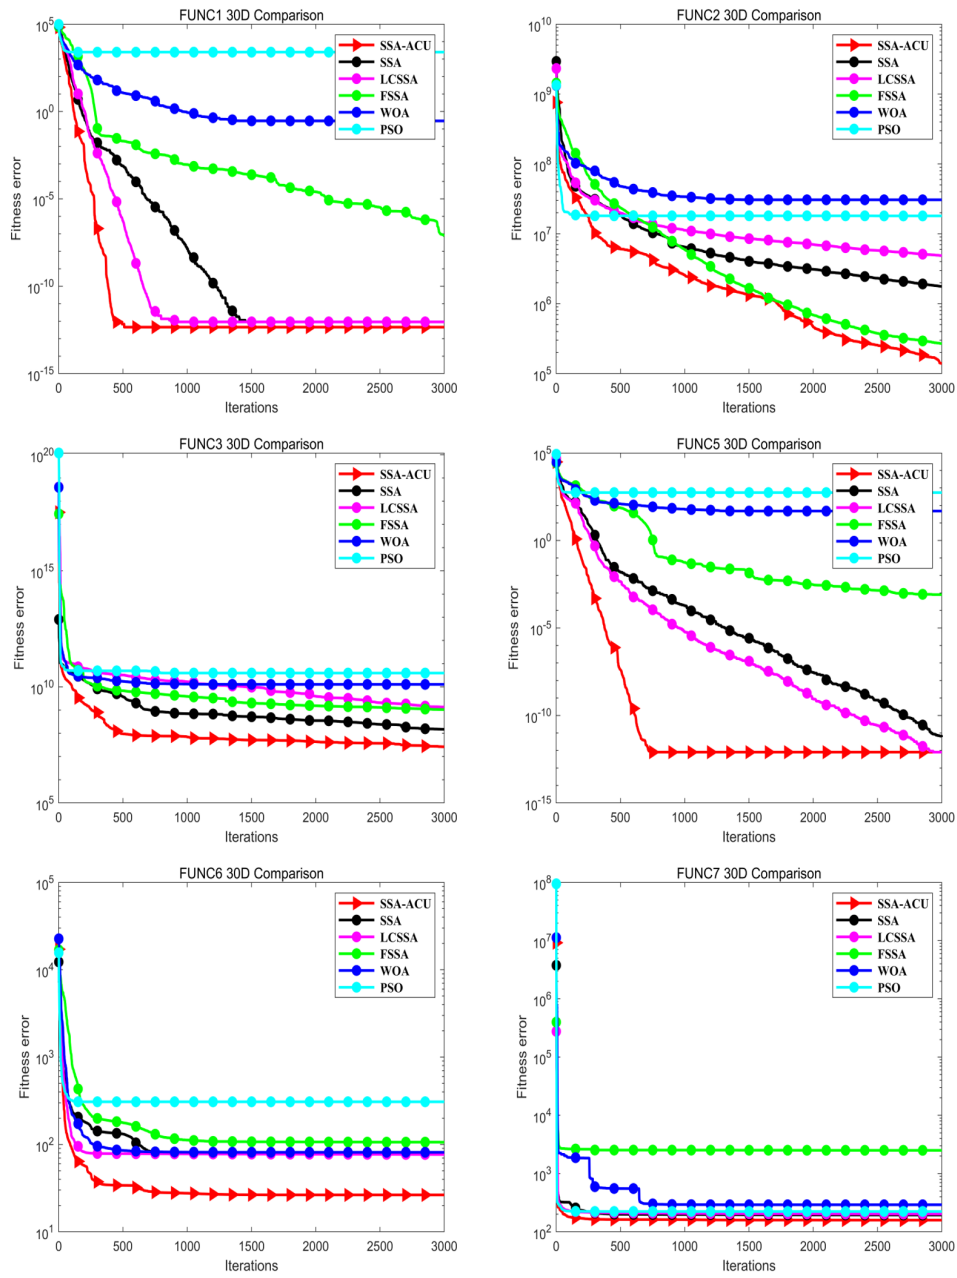 FUNC1 30D Comparison
10^5
10^0
10^-5
10^-10
10^-15
Fitness error
SSA-ACU
SSA
LCSSA
FSSA
WOA
PSO
0 500 1000 1500 2000 2500 3000
Iterations
FUNC2 30D Comparison
10^10
10^9
10^8
10^7
10^6
10^5
Fitness error
SSA-ACU
SSA
LCSSA
FSSA
WOA
PSO
0 500 1000 1500 2000 2500 3000
Iterations
FUNC3 30D Comparison
10^20
10^15
10^10
10^5
Fitness error
SSA-ACU
SSA
LCSSA
FSSA
WOA
PSO
0 500 1000 1500 2000 2500 3000
Iterations
FUNC5 30D Comparison
10^5
10^0
10^-5
10^-10
10^-15
Fitness error
SSA-ACU
SSA
LCSSA
FSSA
WOA
PSO
0 500 1000 1500 2000 2500 3000
Iterations
FUNC6 30D Comparison
10^5
10^4
10^3
10^2
10^1
Fitness error
SSA-ACU
SSA
LCSSA
FSSA
WOA
PSO
0 500 1000 1500 2000 2500 3000
Iterations
FUNC7 30D Comparison
10^8
10^7
10^6
10^5
10^4
10^3
10^2
Fitness error
SSA-ACU
SSA
LCSSA
FSSA
WOA
PSO
0 500 1000 1500 2000 2500 3000
Iterations